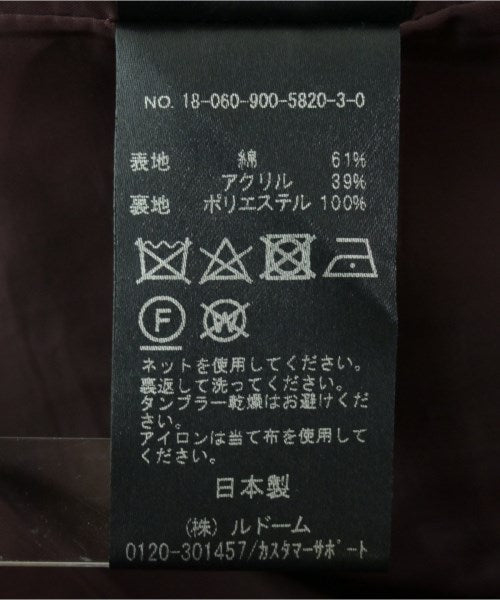 NO. 18-060-900-5820-3-0
表地 綿 61%
アクリル 39%
裏地 ポリエステル 100%
F
W
ネットを使用してください。
裏返して洗ってください。
タンブラー乾燥はお避けくだ
さい。
アイロンは当て布を使用して
ください。
日本製
(株) ルドーム
0120-301457/カスタマーサポート